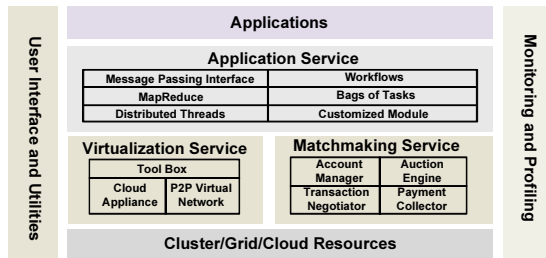 User Interface and Utilities
Applications
Application Service
Message Passing Interface
Workflows
MapReduce
Bags of Tasks
Distributed Threads
Customized Module
Virtualization Service
Tool Box
Cloud
Appliance
P2P Virtual
Network
Matchmaking Service
Account
Manager
Auction
Engine
Transaction
Negotiator
Payment
Collector
Cluster/Grid/Cloud Resources
Monitoring and Profiling